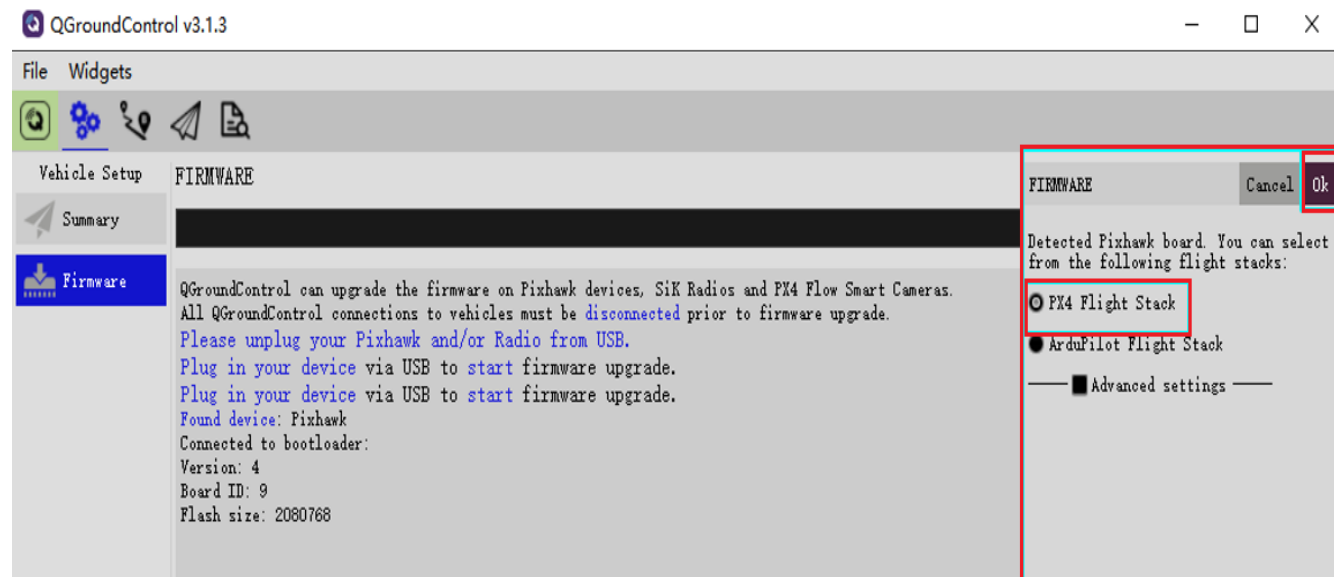 QGroundControl v3.1.3
File Widgets
Vehicle Setup
Summary
Firmware
FIRMWARE
QGroundControl can upgrade the firmware on Pixhawk devices, SiK Radios and PX4 Flow Smart Cameras.
All QGroundControl connections to vehicles must be disconnected prior to firmware upgrade.
Please unplug your Pixhawk and/or Radio from USB.
Plug in your device via USB to start firmware upgrade.
Plug in your device via USB to start firmware upgrade.
Found device: Pixhawk
Connected to bootloader:
Version: 4
Board ID: 9
Flash size: 2080768
FIRMWARE Cancel Ok
Detected Pixhawk board. You can select
from the following flight stacks:
PX4 Flight Stack
ArduPilot Flight Stack
Advanced settings